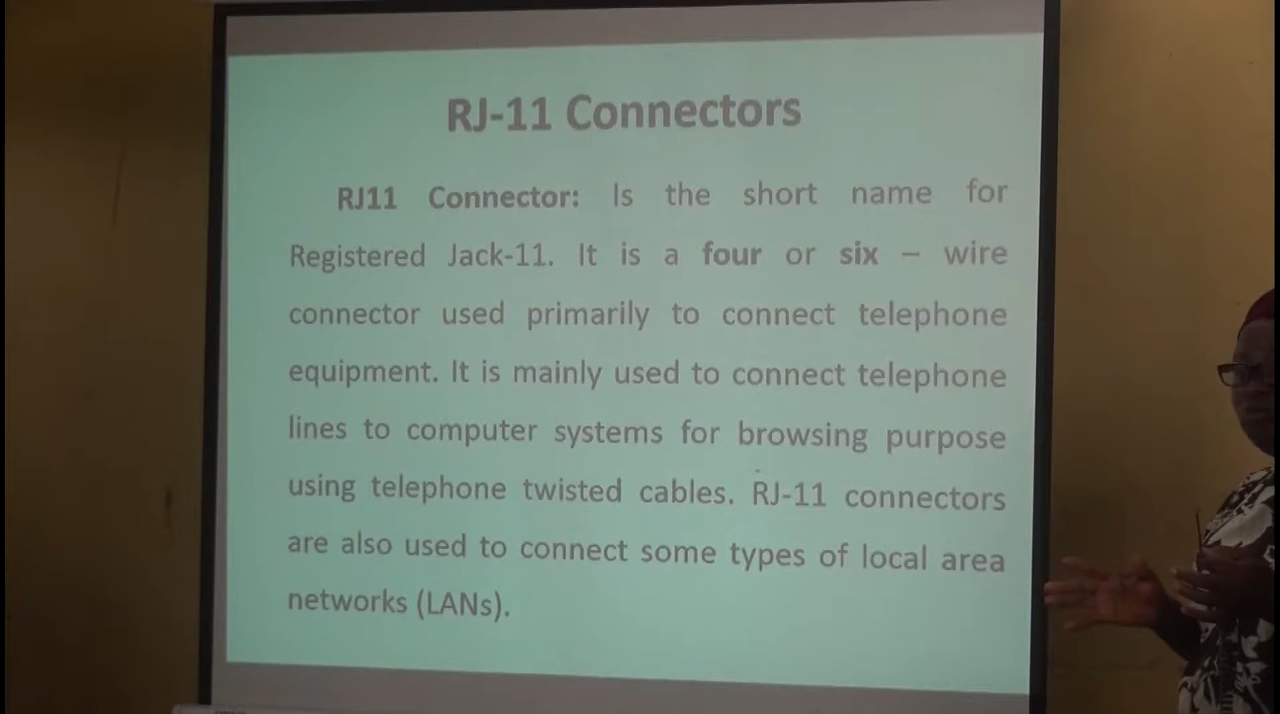 RJ-11 Connectors
RJ11 Connector: Is the short name for
Registered Jack-11. It is a four or six – wire
connector used primarily to connect telephone
equipment. It is mainly used to connect telephone
lines to computer systems for browsing purpose
using telephone twisted cables. RJ-11 connectors
are also used to connect some types of local area
networks (LANs).